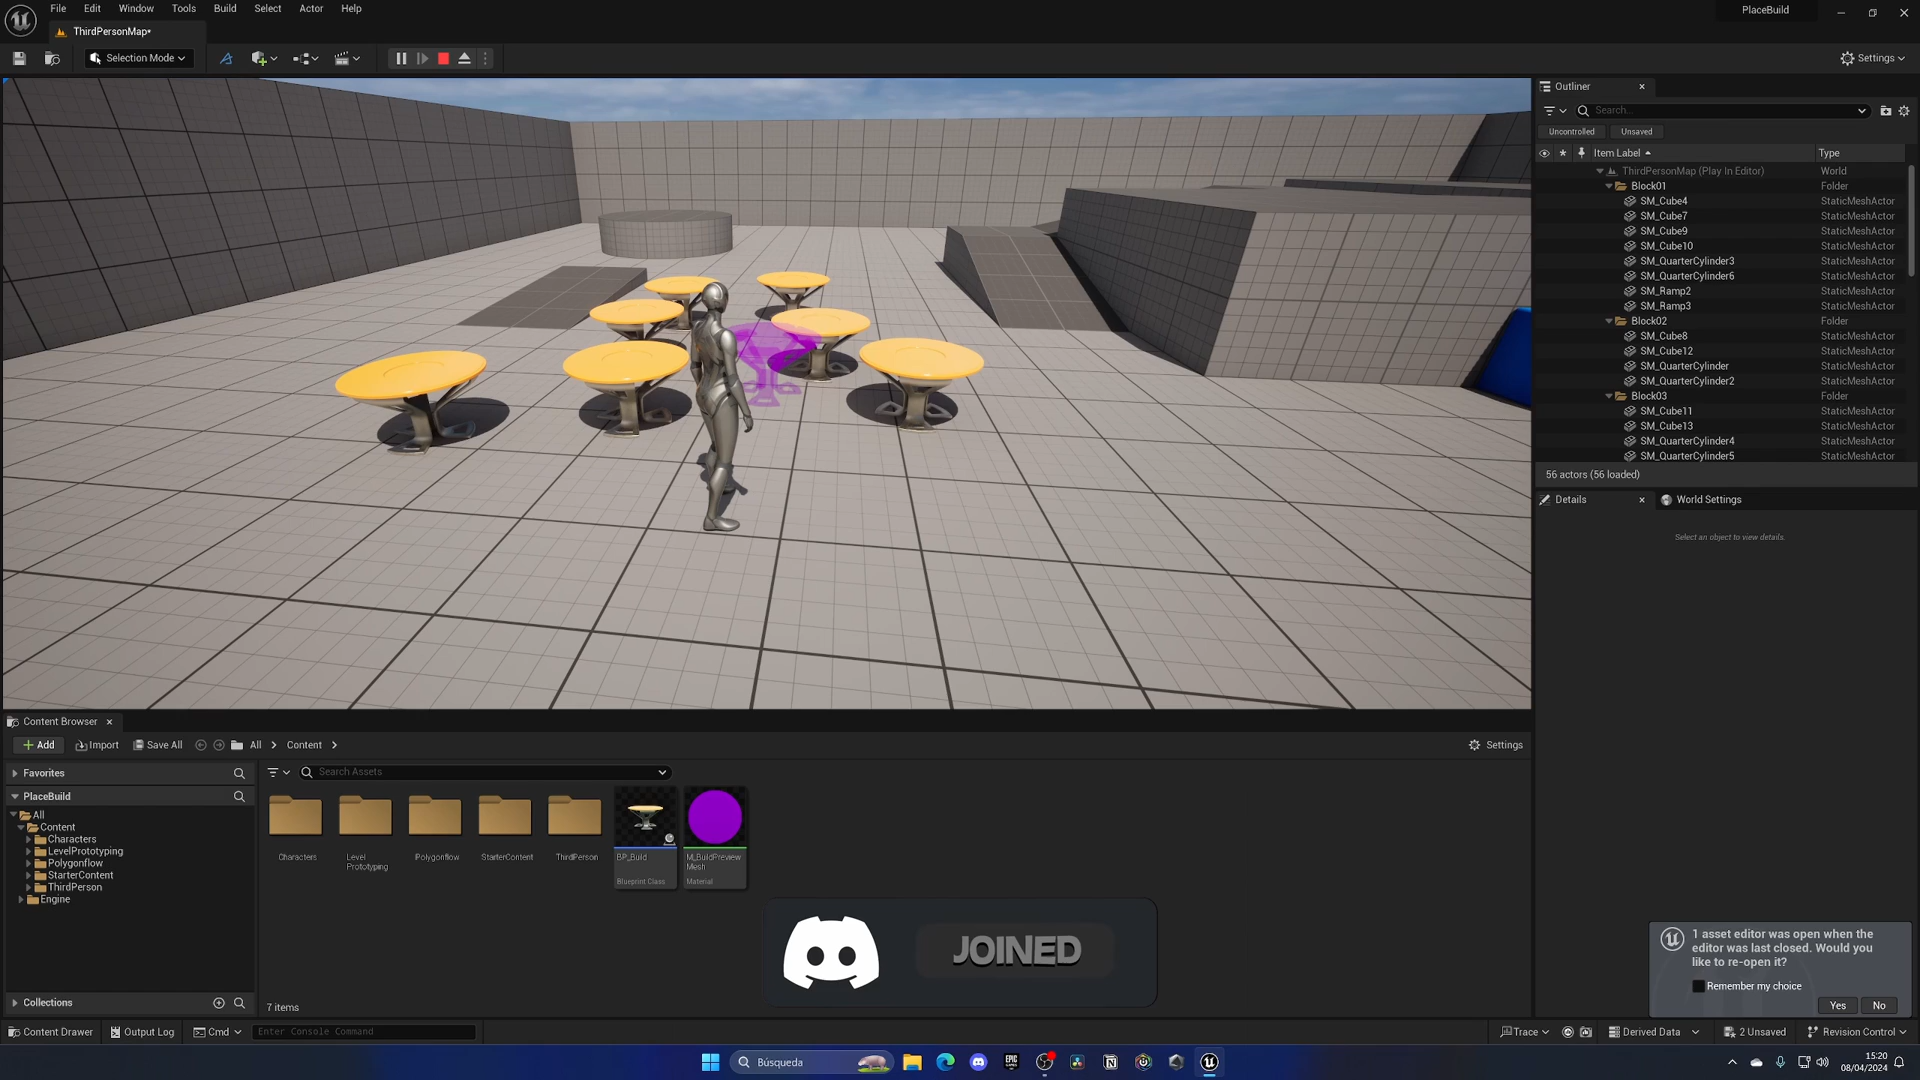 File Edit Window Tools Build Select Actor Help
PlaceBuild
ThirdPersonMap*
Selection Mode
Settings
Outliner
Search...
Uncontrolled Unsaved
Item Label Type
ThirdPersonMap (Play In Editor) World
Block01 Folder
SM_Cube4 StaticMeshActor
SM_Cube7 StaticMeshActor
SM_Cube9 StaticMeshActor
SM_Cube10 StaticMeshActor
SM_QuarterCylinder3 StaticMeshActor
SM_QuarterCylinder6 StaticMeshActor
SM_Ramp2 StaticMeshActor
SM_Ramp3 StaticMeshActor
Block02 Folder
SM_Cube8 StaticMeshActor
SM_Cube12 StaticMeshActor
SM_QuarterCylinder StaticMeshActor
SM_QuarterCylinder2 StaticMeshActor
Block03 Folder
SM_Cube11 StaticMeshActor
SM_Cube13 StaticMeshActor
SM_QuarterCylinder4 StaticMeshActor
SM_QuarterCylinder5 StaticMeshActor
56 actors (56 loaded)
Details World Settings
Select an object to view details.
Content Browser
Add Import Save All All Content Settings
Favorites
Search Assets
PlaceBuild
All
Content
Characters
LevelPrototyping
Polygonflow
StarterContent
ThirdPerson
Engine
Characters
Level
Prototyping
Polygonflow
StarterContent
ThirdPerson
BP_Build
Blueprint Class
M_BuildPreview
Mesh
Material
JOINED
1 asset editor was open when the
editor was last closed. Would you
like to re-open it?
Remember my choice
Yes No
Collections
7 items
Content Drawer Output Log Cmd Enter Console Command
Trace Derived Data 2 Unsaved Revision Control
Búsqueda
EPIC
GAMES
15:20
08/04/2024